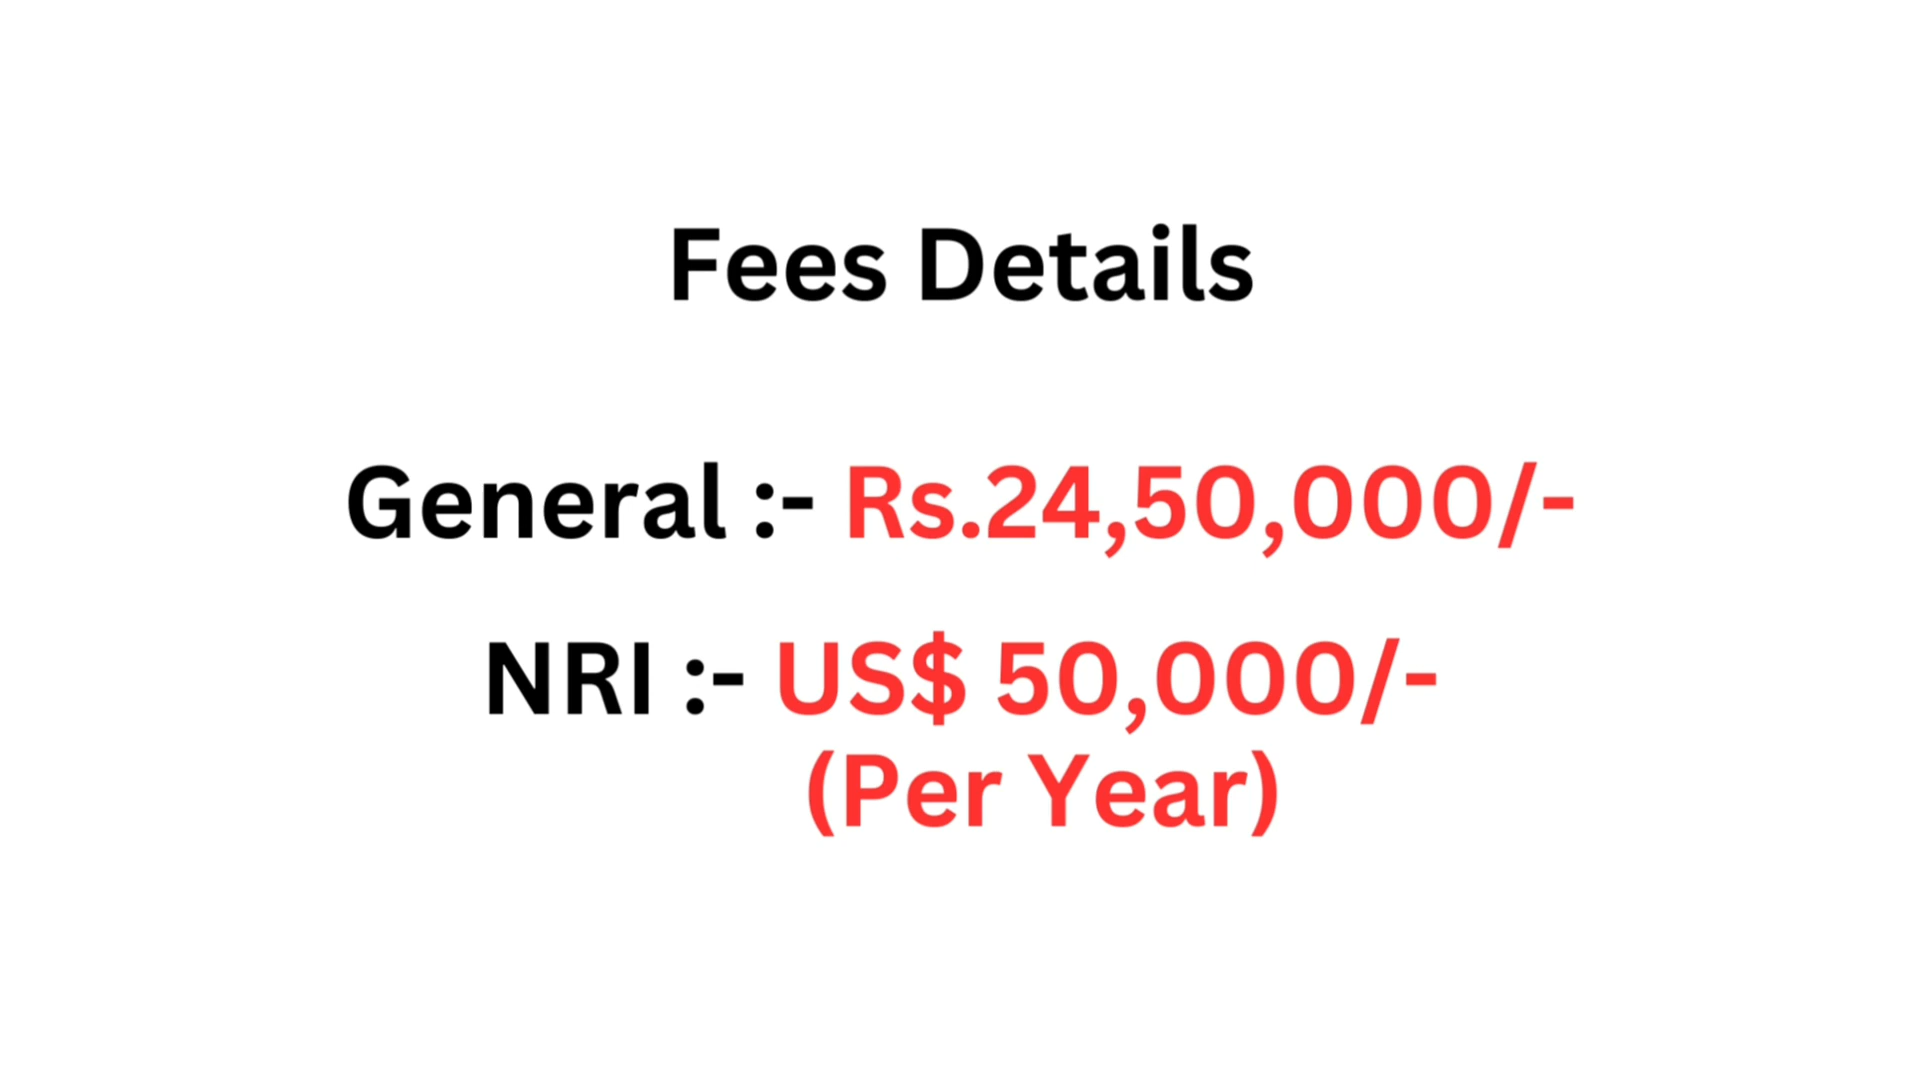 Fees Details
General :- Rs.24,50,000/-
NRI :- US$ 50,000/-
(Per Year)